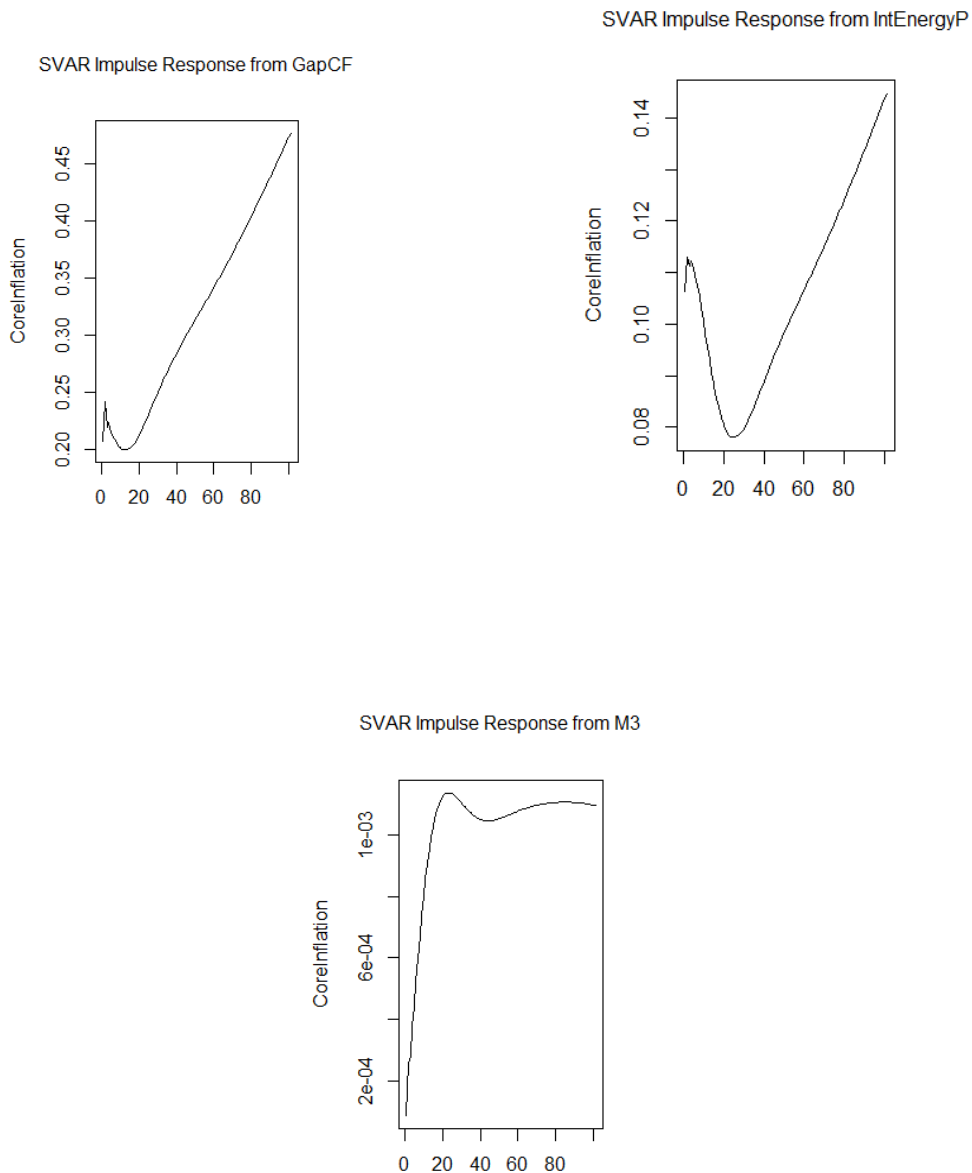 SVAR Impulse Response from IntEnergyP
SVAR Impulse Response from GapCF
CoreInflation
0.45
0.40
0.35
0.30
0.25
0.20
0 20 40 60 80
CoreInflation
0.14
0.12
0.10
0.08
0 20 40 60 80
SVAR Impulse Response from M3
CoreInflation
1e-03
6e-04
2e-04
0 20 40 60 80